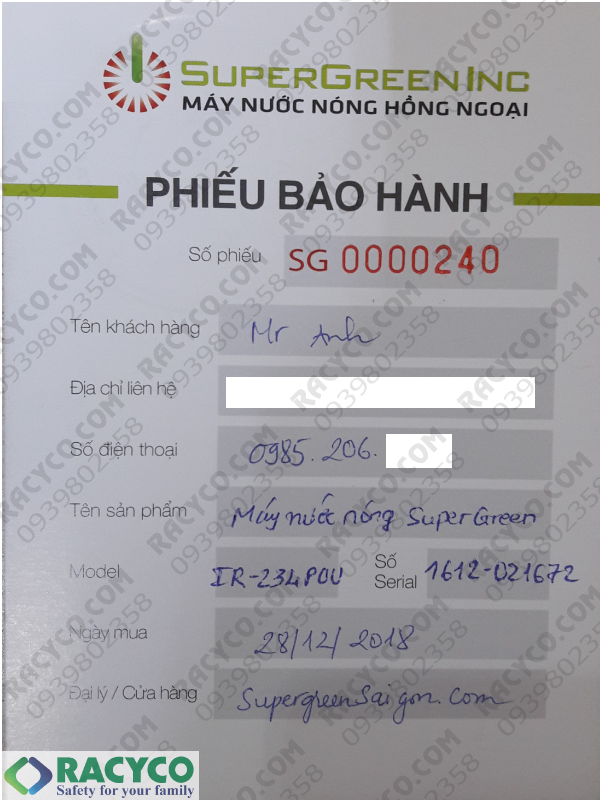 SUPERGREENINC
MÁY NƯỚC NÓNG HỒNG NGOẠI
PHIẾU BẢO HÀNH
Số phiếu SG 0000240
Tên khách hàng Mr Anh
Địa chỉ liên hệ
Số điện thoại 0985.206.
Tên sản phẩm Máy nước nóng SuperGreen
Model IR-234POU Số Serial 1612-021672
Ngày mua 28/12/2018
Đại lý / Cửa hàng SupergreenSaigon.com
RACYCO
Safety for your family
RACYCO.COM
0939802358